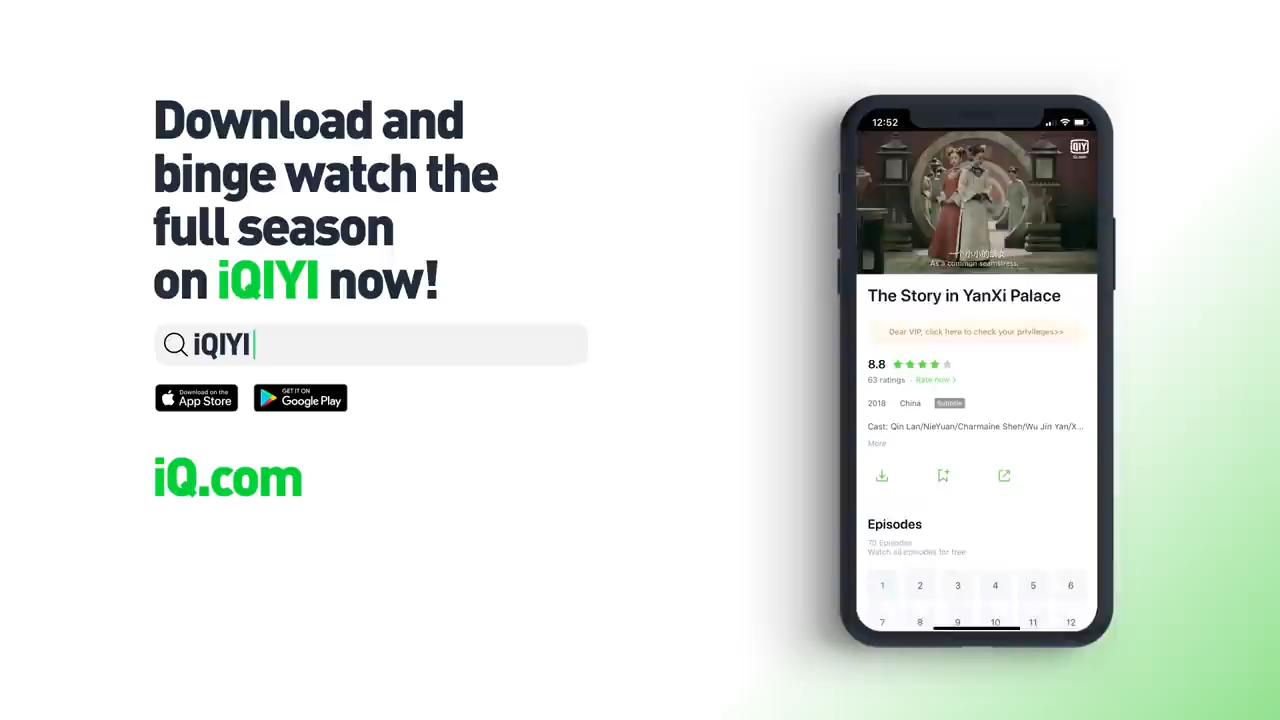 Download and
binge watch the
full season
on iQIYI now!
iQIYI
Download on the
App Store
GET IT ON
Google Play
iQ.com
12:52
QIY
As a common seamstress,
The Story in YanXi Palace
Dear VIP, click here to check your privileges>>
8.8
63 ratings · Rate now >
2018 China Subtitle
Cast: Qin Lan/NieYuan/Charmaine Sheh/Wu Jin Yan/X...
More
Episodes
70 Episodes
Watch all episodes for free
1 2 3 4 5 6
7 8 9 10 11 12